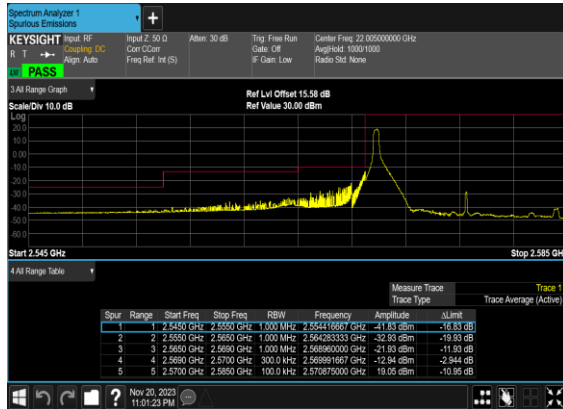 Spectrum Analyzer 1
Spurious Emissions
+
KEYSIGHT
R T
PASS
Input: RF
Coupling: DC
Align: Auto
Input Z: 50 Ω
Corr CCorr
Freq Ref: Int (S)
Atten: 30 dB
Trig: Free Run
Gate: Off
IF Gain: Low
Center Freq: 22.005000000 GHz
Avg|Hold: 1000/1000
Radio Std: None
3 All Range Graph
Ref Lvl Offset 15.58 dB
Scale/Div 10.0 dB
Ref Value 30.00 dBm
Log
20.0
10.0
0.00
-10.0
-20.0
-30.0
-40.0
-50.0
-60.0
Start 2.545 GHz
Stop 2.585 GH
4 All Range Table
Measure Trace Trace 1
Trace Type Trace Average (Active)
Spur Range Start Freq Stop Freq RBW Frequency Amplitude ΔLimit
1 1 2.5450 GHz 2.5550 GHz 1.000 MHz 2.554416667 GHz -41.83 dBm -16.83 dB
2 2 2.5550 GHz 2.5650 GHz 1.000 MHz 2.564283333 GHz -32.93 dBm -19.93 dB
3 3 2.5650 GHz 2.5690 GHz 1.000 MHz 2.568960000 GHz -21.93 dBm -11.93 dB
4 4 2.5690 GHz 2.5700 GHz 300.0 kHz 2.569991667 GHz -12.94 dBm -2.944 dB
5 5 2.5700 GHz 2.5850 GHz 100.0 kHz 2.570875000 GHz 19.05 dBm -10.95 dB
?
Nov 20, 2023
11:01:23 PM